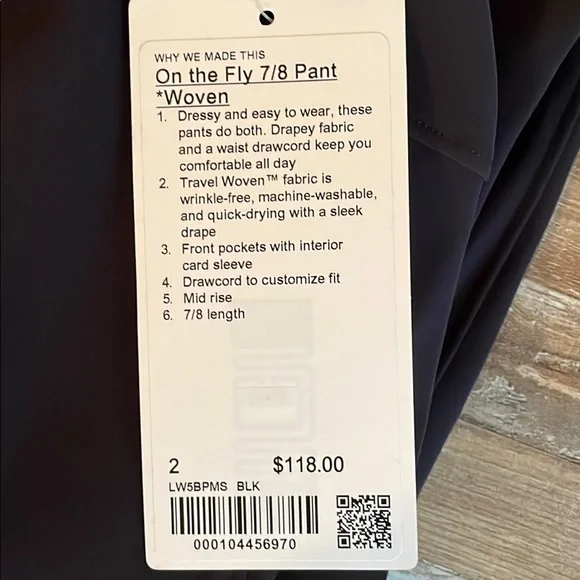 WHY WE MADE THIS
On the Fly 7/8 Pant
*Woven
1. Dressy and easy to wear, these
pants do both. Drapey fabric
and a waist drawcord keep you
comfortable all day
2. Travel Woven™ fabric is
wrinkle-free, machine-washable,
and quick-drying with a sleek
drape
3. Front pockets with interior
card sleeve
4. Drawcord to customize fit
5. Mid rise
6. 7/8 length
2 $118.00
LW5BPMS BLK
000104456970